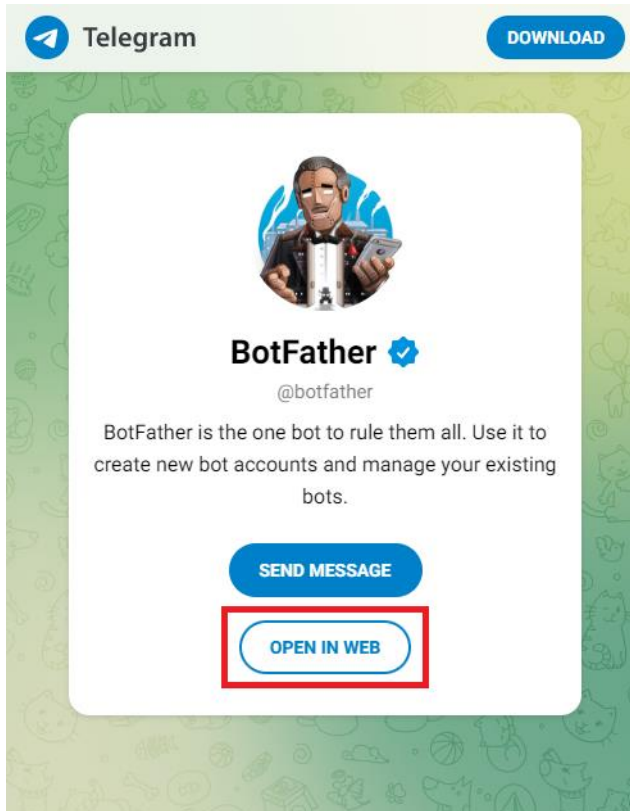 Telegram
DOWNLOAD
BotFather
@botfather
BotFather is the one bot to rule them all. Use it to
create new bot accounts and manage your existing
bots.
SEND MESSAGE
OPEN IN WEB